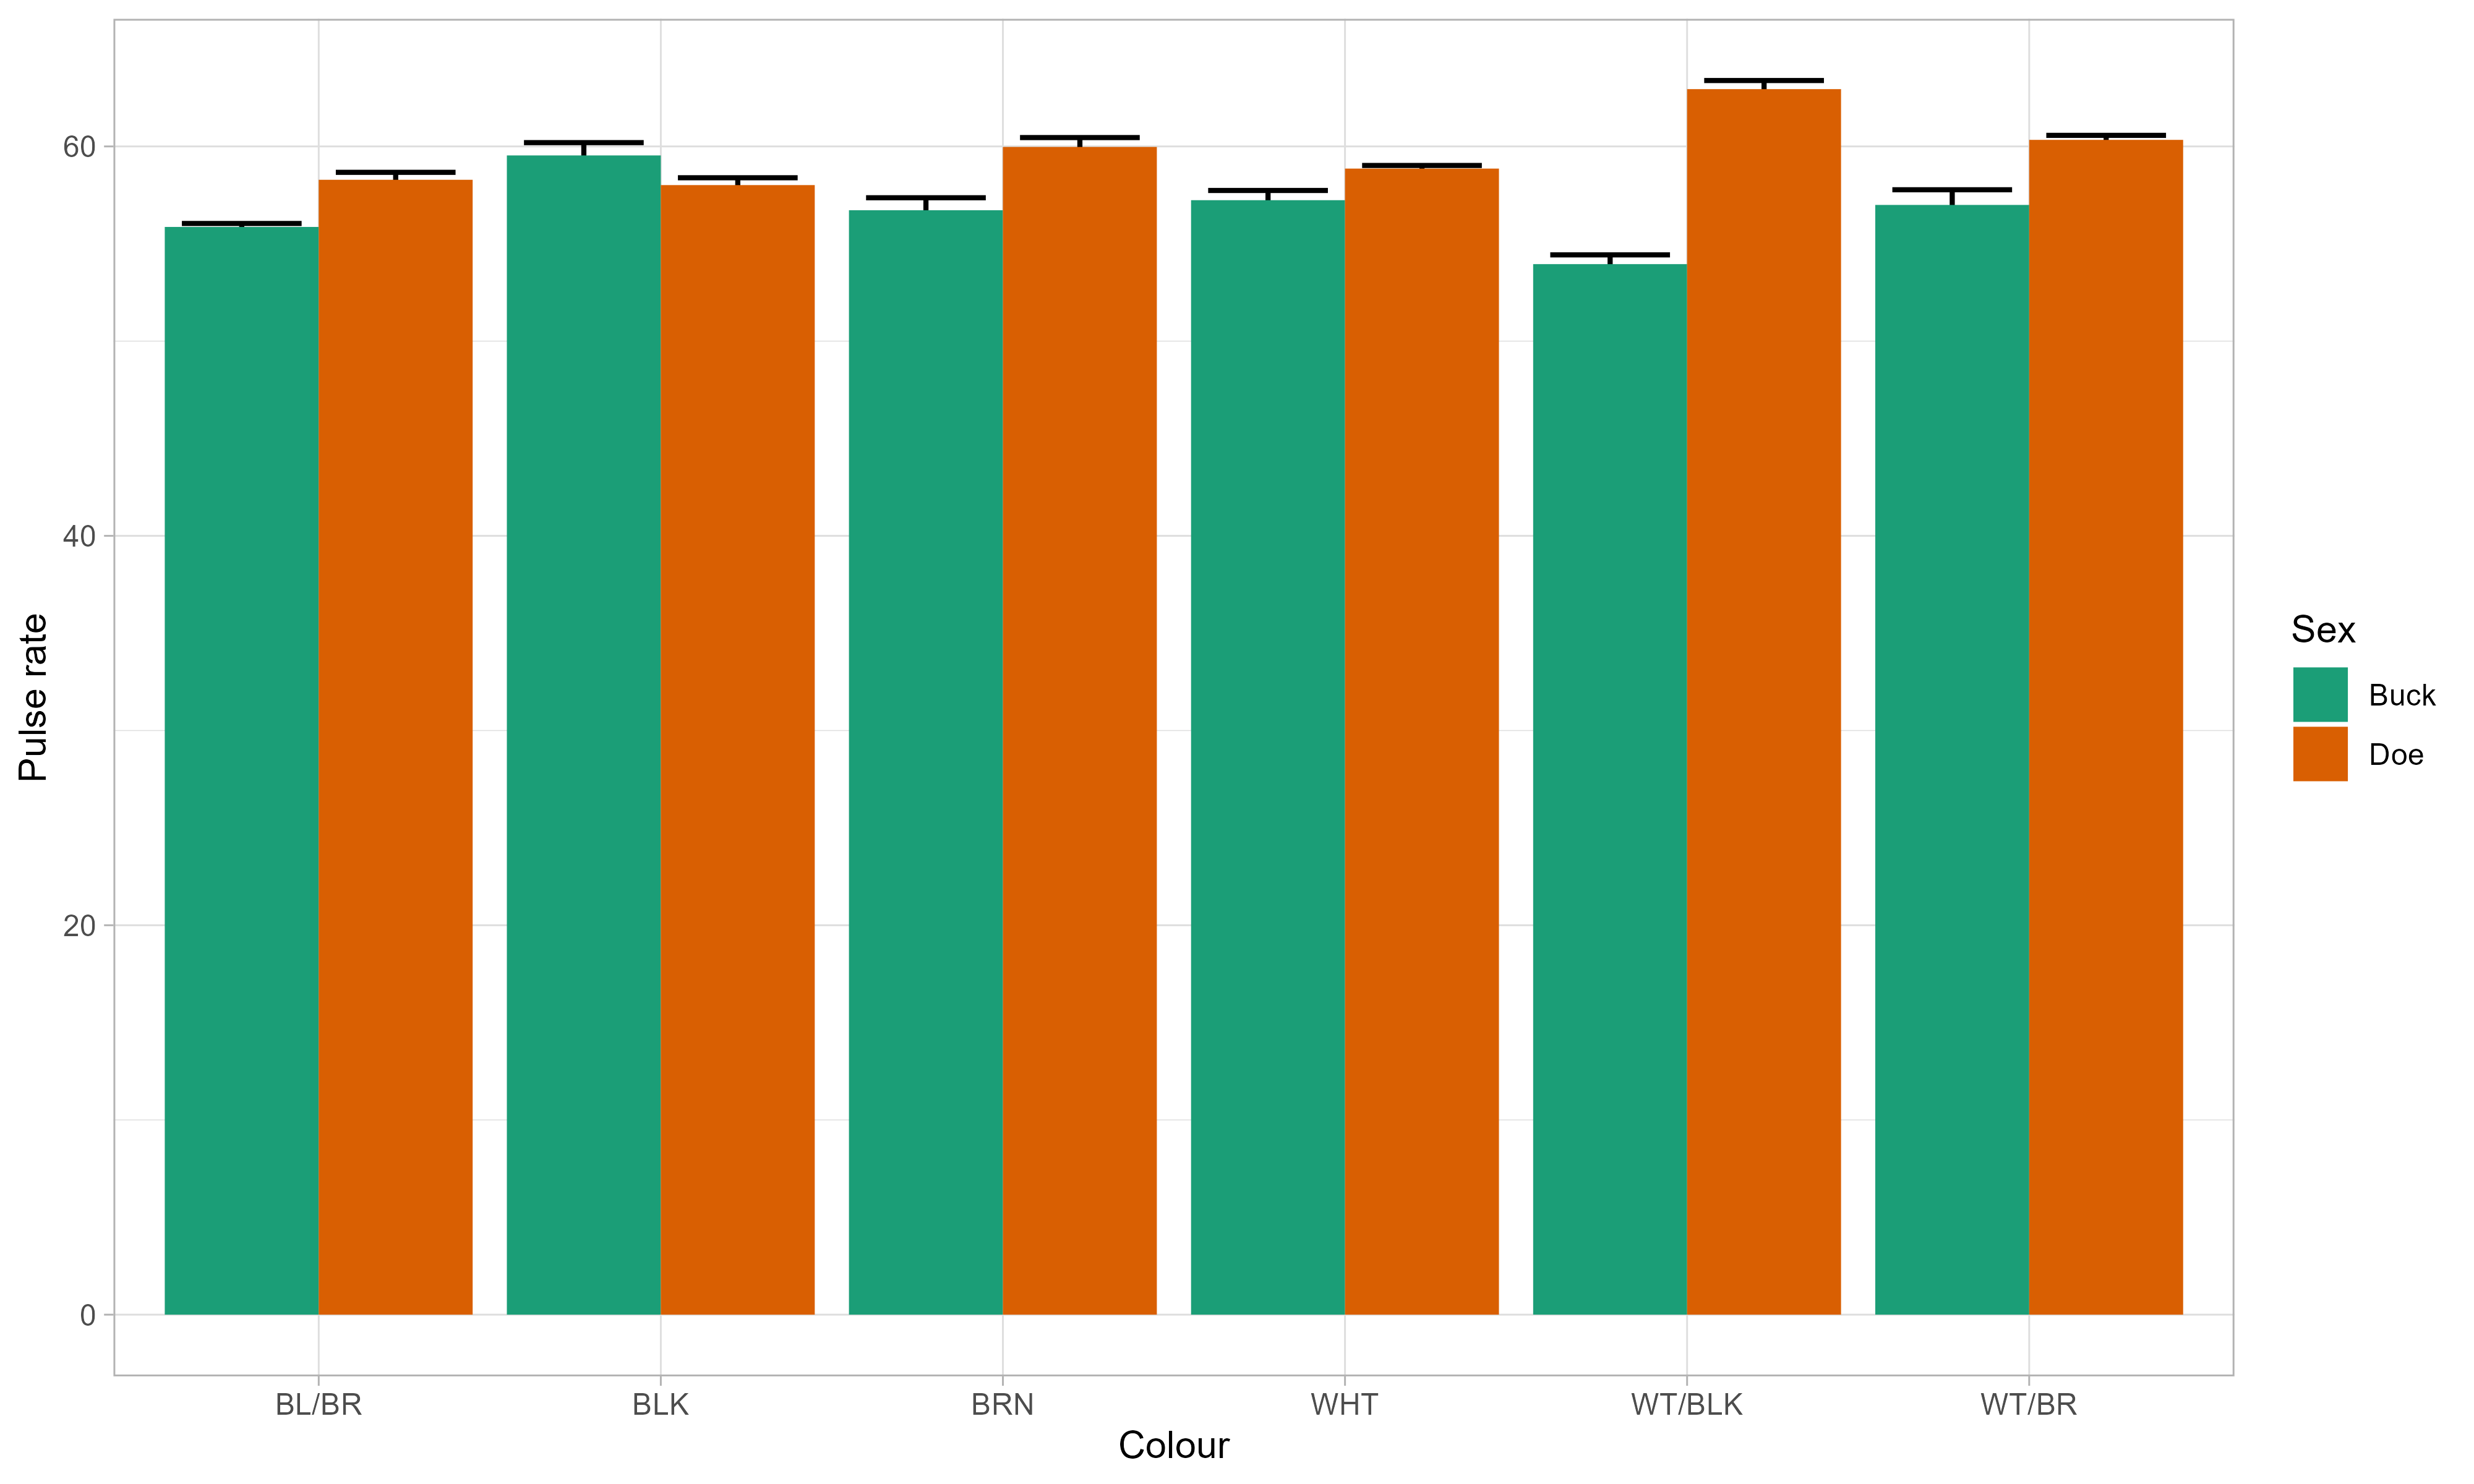 60
40
20
0
Pulse rate
BL/BR
BLK
BRN
WHT
WT/BLK
WT/BR
Colour
Sex
Buck
Doe